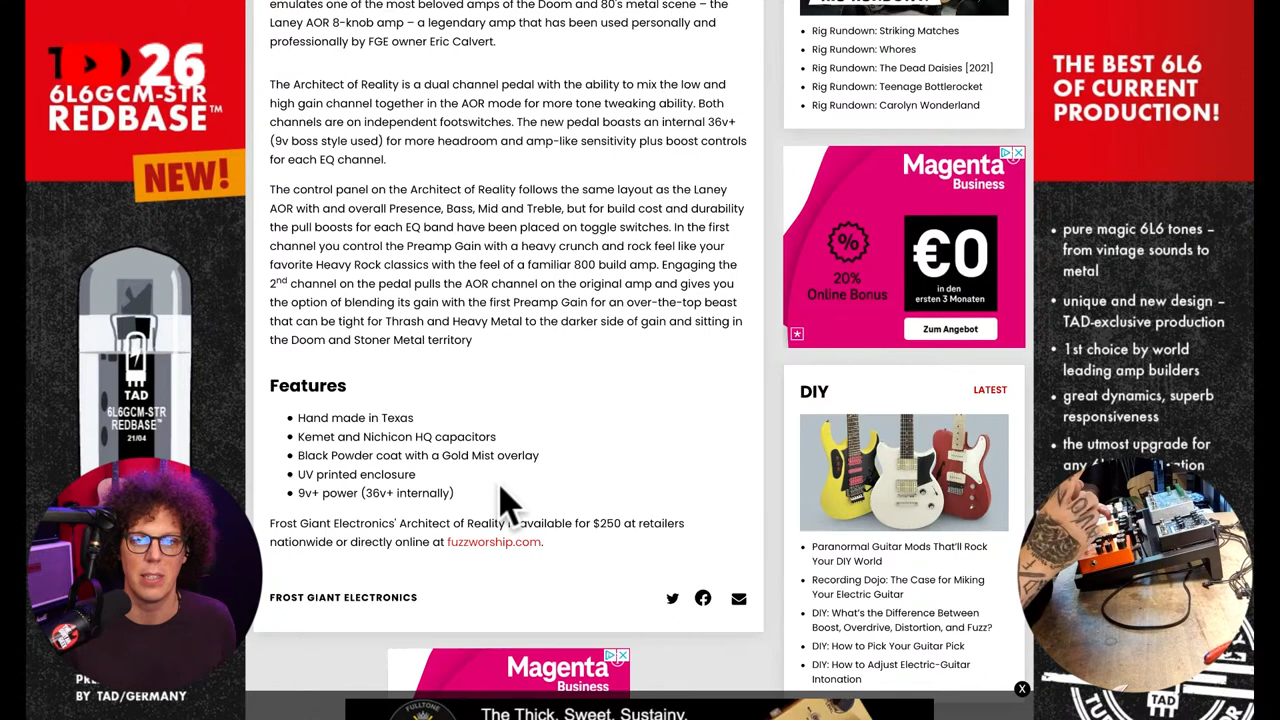 TAD 26
6L6GCM-STR
REDBASE™
NEW!
TAD
6L6GCM-STR
REDBASE™
21/04
BY TAD/GERMANY
emulates one of the most beloved amps of the Doom and 80's metal scene – the
Laney AOR 8-knob amp – a legendary amp that has been used personally and
professionally by FGE owner Eric Calvert.
The Architect of Reality is a dual channel pedal with the ability to mix the low and
high gain channel together in the AOR mode for more tone tweaking ability. Both
channels are on independent footswitches. The new pedal boasts an internal 36v+
(9v boss style used) for more headroom and amp-like sensitivity plus boost controls
for each EQ channel.
The control panel on the Architect of Reality follows the same layout as the Laney
AOR with and overall Presence, Bass, Mid and Treble, but for build cost and durability
the pull boosts for each EQ band have been placed on toggle switches. In the first
channel you control the Preamp Gain with a heavy crunch and rock feel like your
favorite Heavy Rock classics with the feel of a familiar 800 build amp. Engaging the
2nd channel on the pedal pulls the AOR channel on the original amp and gives you
the option of blending its gain with the first Preamp Gain for an over-the-top beast
that can be tight for Thrash and Heavy Metal to the darker side of gain and sitting in
the Doom and Stoner Metal territory
Features
• Hand made in Texas
• Kemet and Nichicon HQ capacitors
• Black Powder coat with a Gold Mist overlay
• UV printed enclosure
• 9v+ power (36v+ internally)
Frost Giant Electronics' Architect of Reality available for $250 at retailers
nationwide or directly online at fuzzworship.com.
FROST GIANT ELECTRONICS
Magenta
Business
The Thick. Sweet. Sustainy.
FULLTONE
X
• Rig Rundown: Striking Matches
• Rig Rundown: Whores
• Rig Rundown: The Dead Daisies [2021]
• Rig Rundown: Teenage Bottlerocket
• Rig Rundown: Carolyn Wonderland
Magenta
Business
%
20%
Online Bonus
€0
in den
ersten 3 Monaten
Zum Angebot
DIY
LATEST
• Paranormal Guitar Mods That'll Rock
Your DIY World
• Recording Dojo: The Case for Miking
Your Electric Guitar
• DIY: What's the Difference Between
Boost, Overdrive, Distortion, and Fuzz?
• DIY: How to Pick Your Guitar Pick
• DIY: How to Adjust Electric-Guitar
Intonation
THE BEST 6L6
OF CURRENT
PRODUCTION!
• pure magic 6L6 tones –
from vintage sounds to
metal
• unique and new design –
TAD-exclusive production
• 1st choice by world
leading amp builders
• great dynamics, superb
responsiveness
• the utmost upgrade for
any
TAD